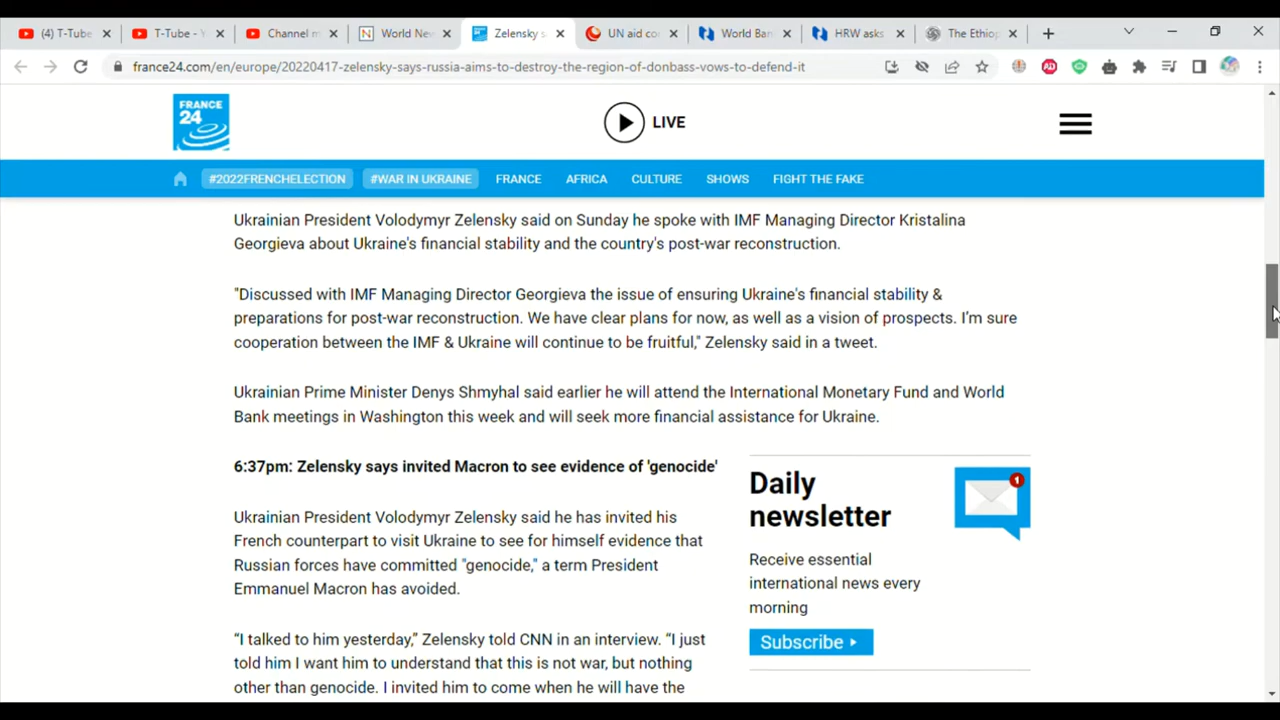 (4) T-Tube
T-Tube - Y
Channel m
World Nev
Zelensky s
UN aid co
World Ban
HRW asks
The Ethiop
france24.com/en/europe/20220417-zelensky-says-russia-aims-to-destroy-the-region-of-donbass-vows-to-defend-it
AD
FRANCE
24
LIVE
#2022FRENCHELECTION
#WAR IN UKRAINE
FRANCE
AFRICA
CULTURE
SHOWS
FIGHT THE FAKE
Ukrainian President Volodymyr Zelensky said on Sunday he spoke with IMF Managing Director Kristalina
Georgieva about Ukraine's financial stability and the country's post-war reconstruction.
"Discussed with IMF Managing Director Georgieva the issue of ensuring Ukraine's financial stability &
preparations for post-war reconstruction. We have clear plans for now, as well as a vision of prospects. I'm sure
cooperation between the IMF & Ukraine will continue to be fruitful," Zelensky said in a tweet.
Ukrainian Prime Minister Denys Shmyhal said earlier he will attend the International Monetary Fund and World
Bank meetings in Washington this week and will seek more financial assistance for Ukraine.
6:37pm: Zelensky says invited Macron to see evidence of 'genocide'
Ukrainian President Volodymyr Zelensky said he has invited his
French counterpart to visit Ukraine to see for himself evidence that
Russian forces have committed "genocide," a term President
Emmanuel Macron has avoided.
“I talked to him yesterday,” Zelensky told CNN in an interview. “I just
told him I want him to understand that this is not war, but nothing
other than genocide. I invited him to come when he will have the
Daily
newsletter
1
Receive essential
international news every
morning
Subscribe